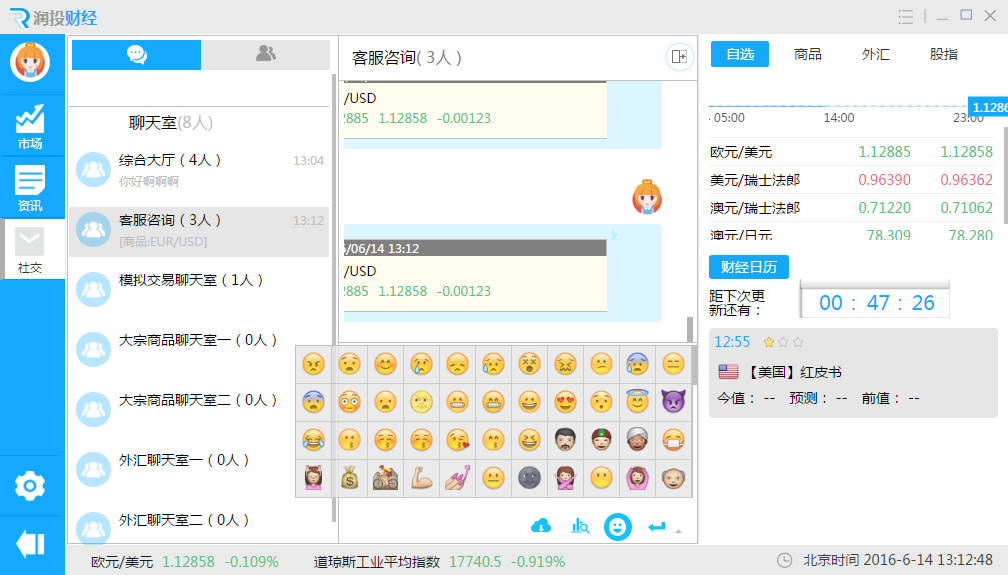 润投财经
市场
资讯
社交
聊天室(8人)
综合大厅 ( 4人 )
13:04
你好啊啊啊
客服咨询 ( 3人 )
13:12
[商品:EUR/USD]
模拟交易聊天室 ( 1人 )
大宗商品聊天室一 ( 0人 )
大宗商品聊天室二 ( 0人 )
外汇聊天室一 ( 0人 )
外汇聊天室二 ( 0人 )
客服咨询( 3人 )
/USD
2885 1.12858 -0.00123
6/06/14 13:12
/USD
2885 1.12858 -0.00123
自选 商品 外汇 股指
1.1286
05:00 14:00 23:00
欧元/美元 1.12885 1.12858
美元/瑞士法郎 0.96390 0.96362
澳元/瑞士法郎 0.71220 0.71062
澳元/日元 78.309 78.280
财经日历
距下次更
新还有：
00 : 47 : 26
12:55
【美国】红皮书
今值： -- 预测： -- 前值： --
欧元/美元 1.12858 -0.109% 道琼斯工业平均指数 17740.5 -0.919%
北京时间 2016-6-14 13:12:48